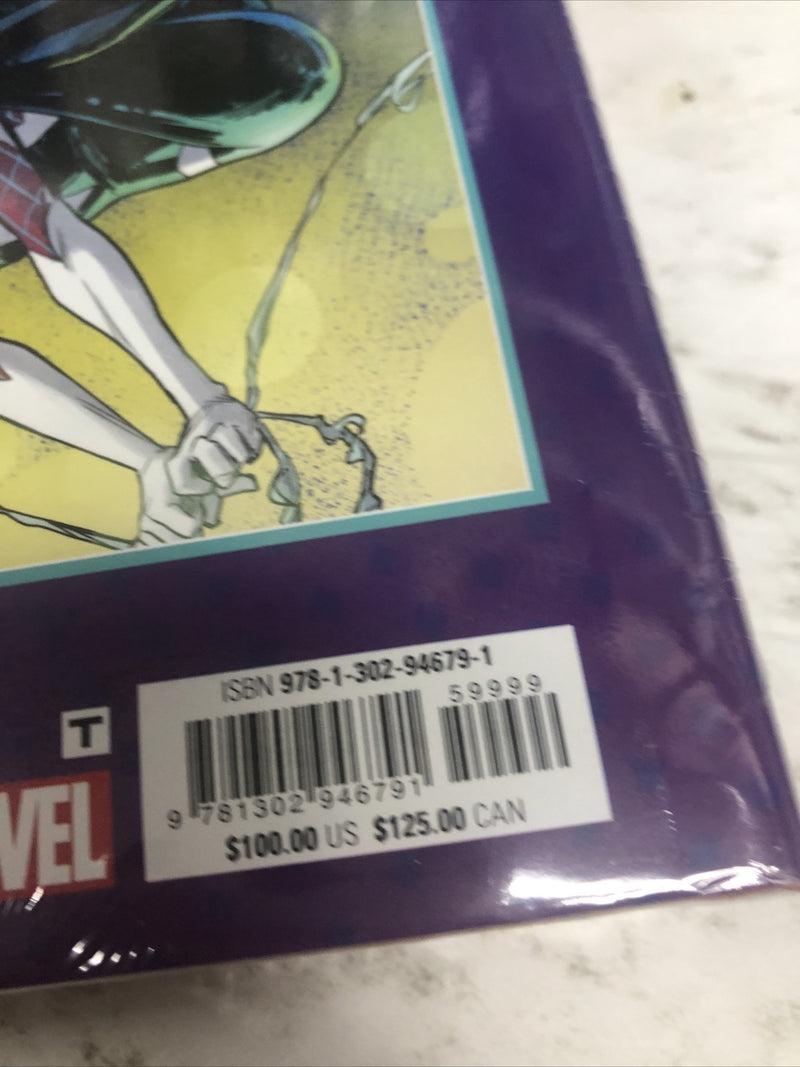 ISBN 978-1-302-94679-1
59999
9 781302 946791
$100.00 US $125.00 CAN
T
VEL